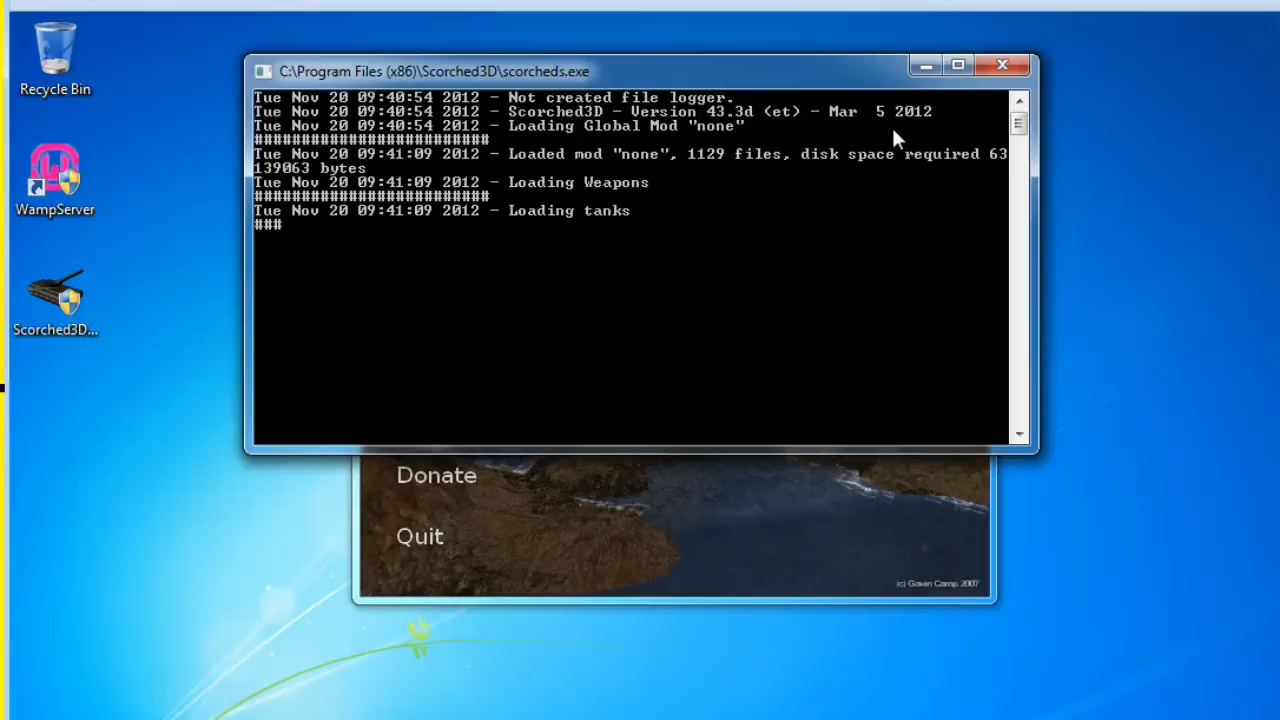 Recycle Bin
WampServer
Scorched3D...
C:\Program Files (x86)\Scorched3D\scorcheds.exe
Tue Nov 20 09:40:54 2012 - Not created file logger.
Tue Nov 20 09:40:54 2012 - Scorched3D - Version 43.3d (et) - Mar  5 2012
Tue Nov 20 09:40:54 2012 - Loading Global Mod "none"
#########################
Tue Nov 20 09:41:09 2012 - Loaded mod "none", 1129 files, disk space required 63
139063 bytes
Tue Nov 20 09:41:09 2012 - Loading Weapons
#########################
Tue Nov 20 09:41:09 2012 - Loading tanks
###
Donate
Quit
(c) Gavin Camp 2007